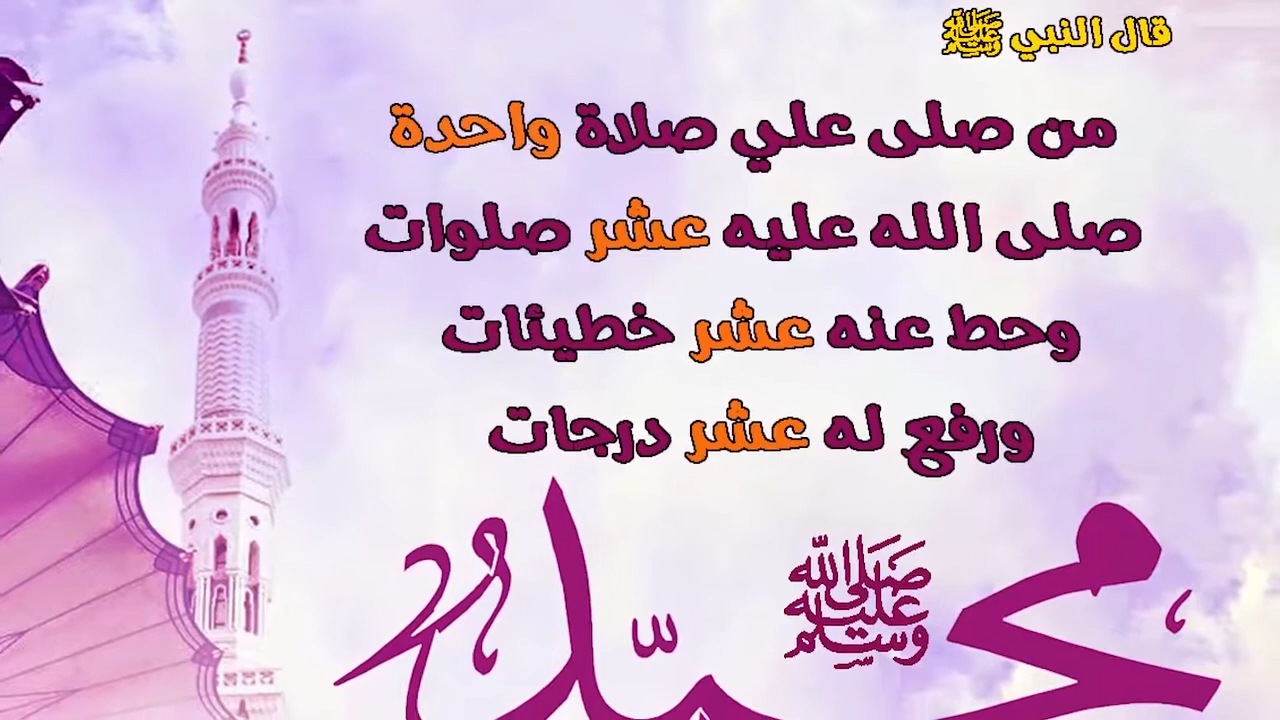 قال النبي ﷺ
من صلى علي صلاة واحدة
صلى الله عليه عشر صلوات
وحط عنه عشر خطيئات
ورفع له عشر درجات
محمد ﷺ